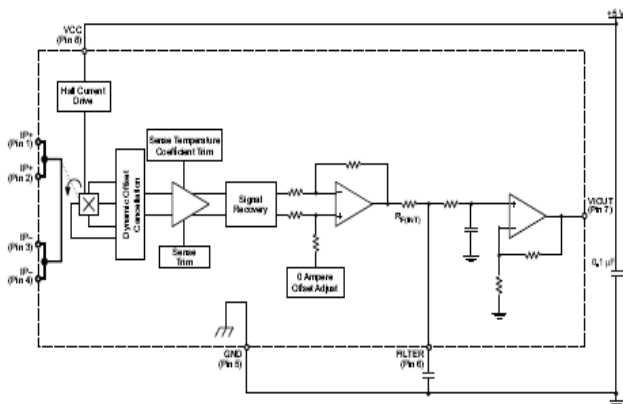 +5 V
VCC
(Pin 8)
Hall Current
Drive
IP+
(Pin 1)
IP+
(Pin 2)
IP−
(Pin 3)
IP−
(Pin 4)
Sense Temperature
Coefficient Trim
Dynamic Offset
Cancellation
Signal
Recovery
Sense
Trim
0 Ampere
Offset Adjust
RF(INT)
VIOUT
(Pin 7)
0.1 µF
GND
(Pin 5)
FILTER
(Pin 6)